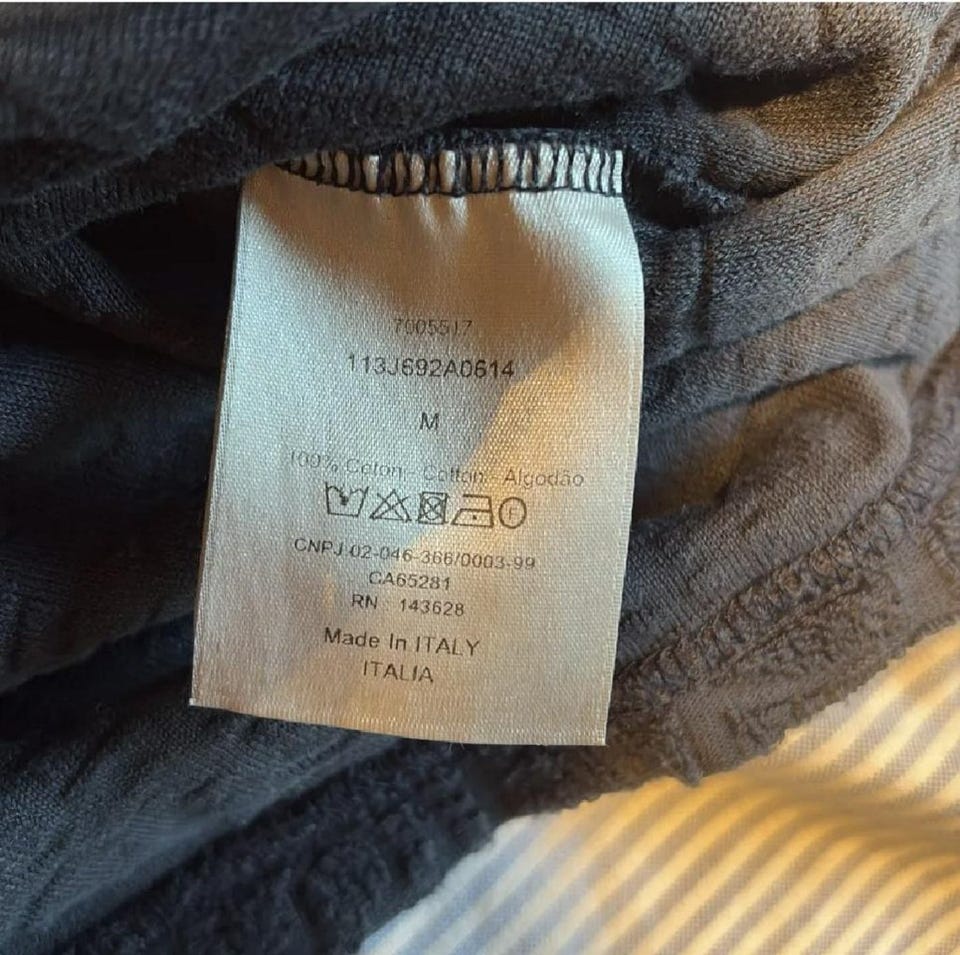 7005517
113J692A0614
M
100% Coton - Cotton - Algodão
CNPJ 02-046-366/0003-99
CA65281
RN 143628
Made In ITALY
ITALIA